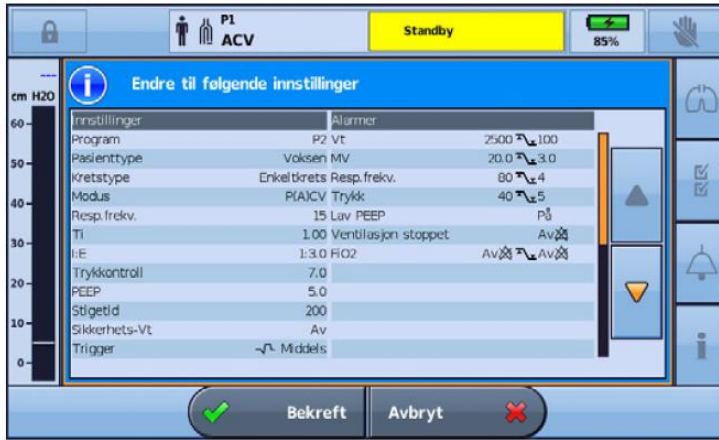 P1
ACV
Standby
85%
---
cm H2O
60
50
40
30
20
10
0
Endre til følgende innstillinger
Innstillinger Alarmer
Program P2 Vt 2500 100
Pasienttype Voksen MV 20.0 3.0
Kretstype Enkeltkrets Resp.frekv. 80 4
Modus P(A)CV Trykk 40 5
Resp.frekv. 15 Lav PEEP På
Ti 1.00 Ventilasjon stoppet Av
I:E 1:3.0 FiO2 Av Av
Trykkontroll 7.0
PEEP 5.0
Stigetid 200
Sikkerhets-Vt Av
Trigger Middels
Bekreft Avbryt